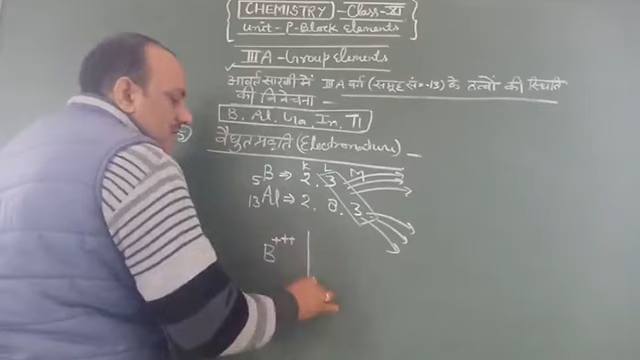 CHEMISTRY - Class-XI
Unit - P-Block Elements
IIIA - Group Elements
आवर्त सारणी में IIIA वर्ग (समूह सं०-13) के तत्वों की स्थिति
की विवेचना -
B, Al, Ga, In, Tl
वैद्युत प्रकृति (Electronature) -
K L M
5B ⇒ 2, 3
13Al ⇒ 2, 8, 3
B+++